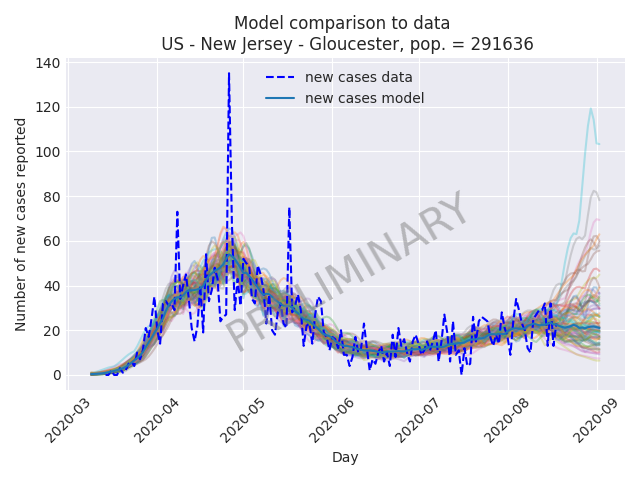 Model comparison to data
US - New Jersey - Gloucester, pop. = 291636
new cases data
new cases model
Number of new cases reported
140
120
100
80
60
40
20
0
PRELIMINARY
2020-03
2020-04
2020-05
2020-06
2020-07
2020-08
2020-09
Day